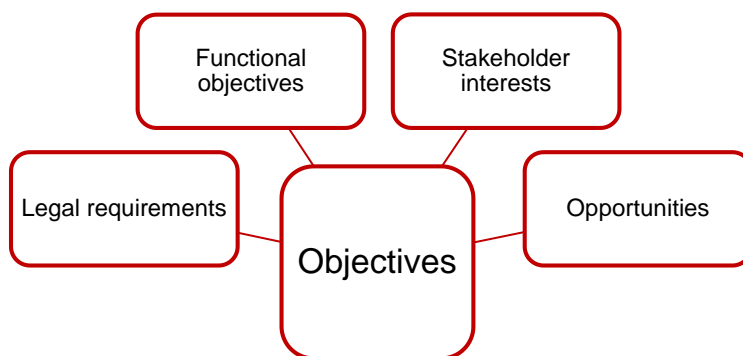 Functional
objectives
Stakeholder
interests
Legal requirements
Opportunities
Objectives